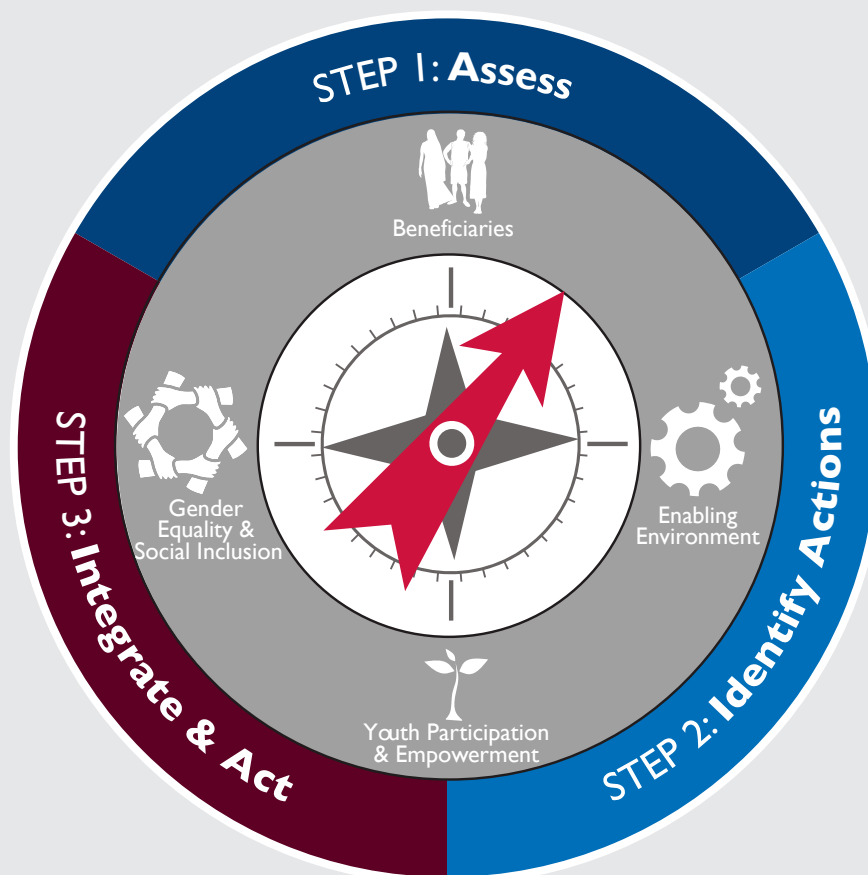 STEP 1: Assess
Beneficiaries
Enabling
Environment
STEP 2: Identify Actions
Youth Participation
& Empowerment
Gender
Equality &
Social Inclusion
STEP 3: Integrate & Act